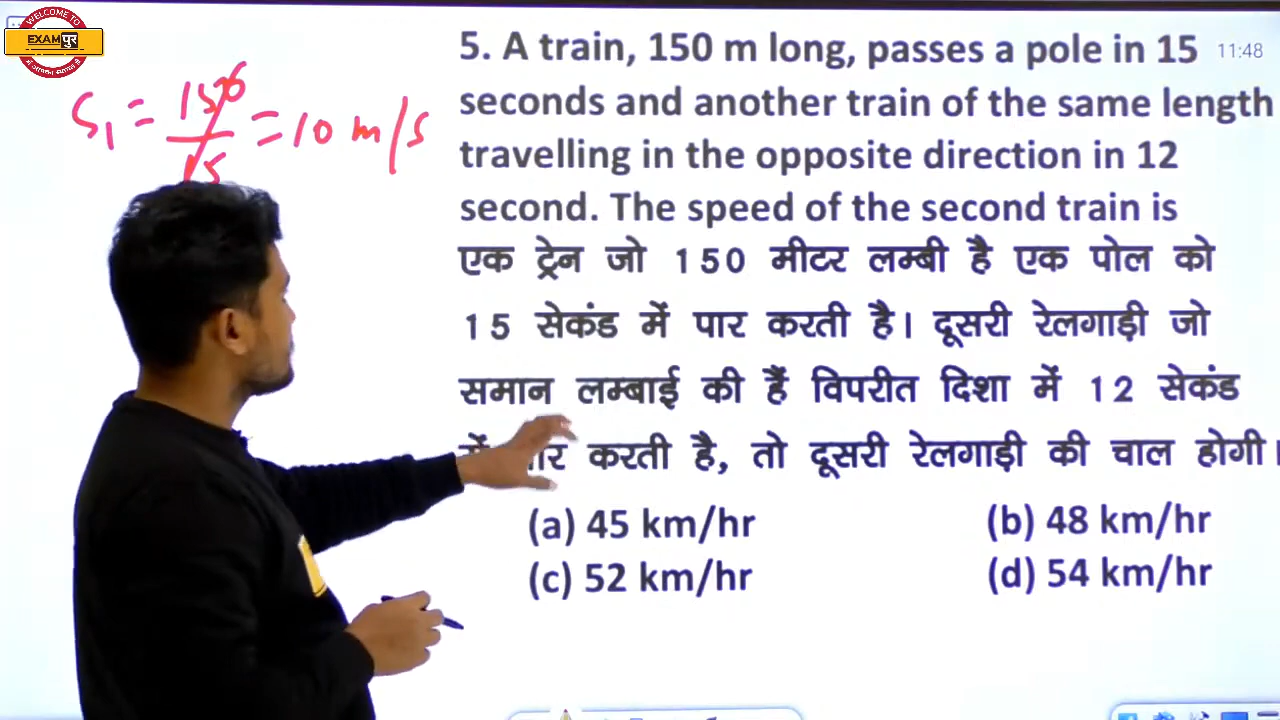 WELCOME TO
EXAMपुर
5. A train, 150 m long, passes a pole in 15
11:48
seconds and another train of the same length
travelling in the opposite direction in 12
second. The speed of the second train is
S₁ = 150/15 = 10 m/s
एक ट्रेन जो 150 मीटर लम्बी है एक पोल को
15 सेकंड में पार करती है। दूसरी रेलगाड़ी जो
समान लम्बाई की हैं विपरीत दिशा में 12 सेकंड
करती है, तो दूसरी रेलगाड़ी की चाल होगी।
(a) 45 km/hr
(b) 48 km/hr
(c) 52 km/hr
(d) 54 km/hr